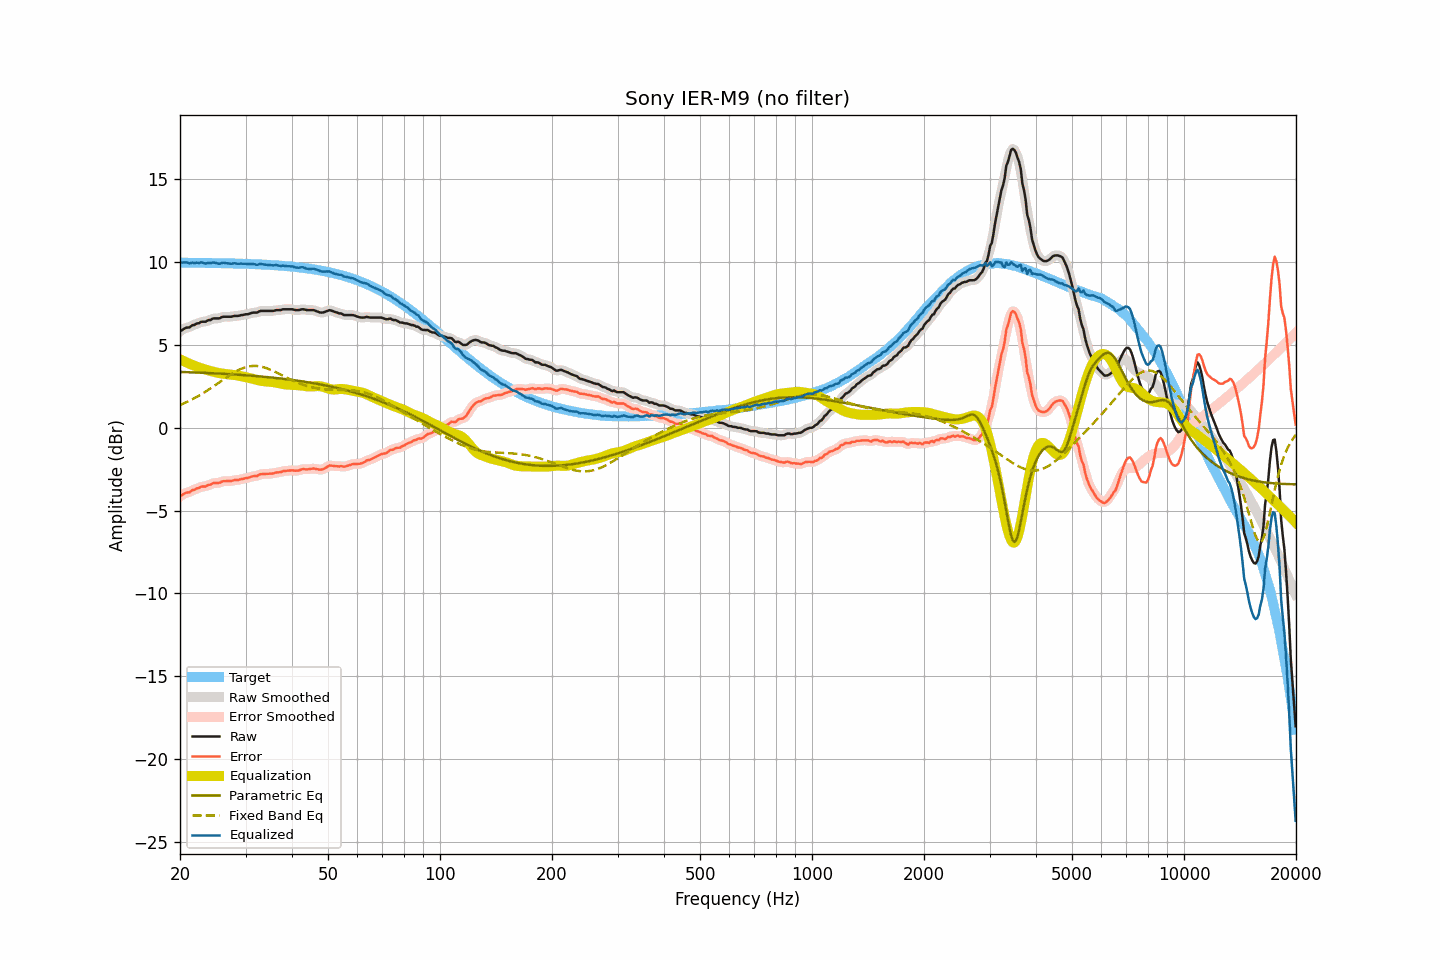 Sony IER-M9 (no filter)
Amplitude (dBr)
15
10
5
0
−5
−10
−15
−20
−25
Target
Raw Smoothed
Error Smoothed
Raw
Error
Equalization
Parametric Eq
Fixed Band Eq
Equalized
20 50 100 200 500 1000 2000 5000 10000 20000
Frequency (Hz)